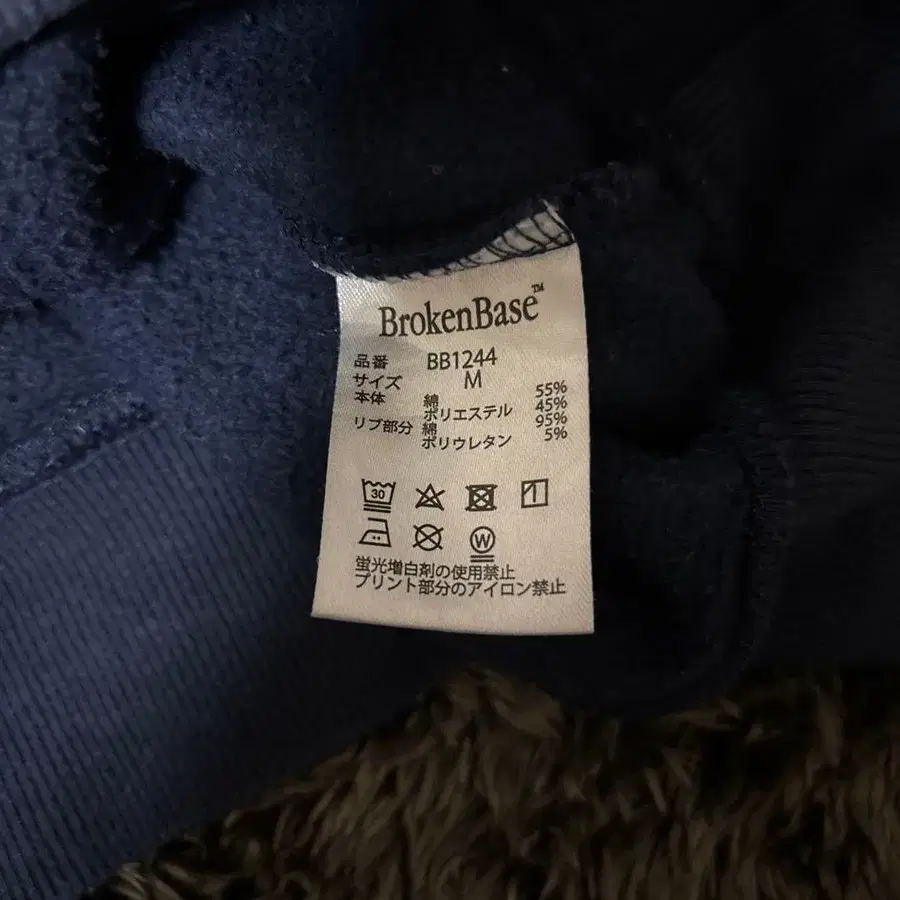 BrokenBase™
品番 BB1244
サイズ M
本体 綿 55%
ポリエステル 45%
リブ部分 綿 95%
ポリウレタン 5%
30
W
蛍光増白剤の使用禁止
プリント部分のアイロン禁止